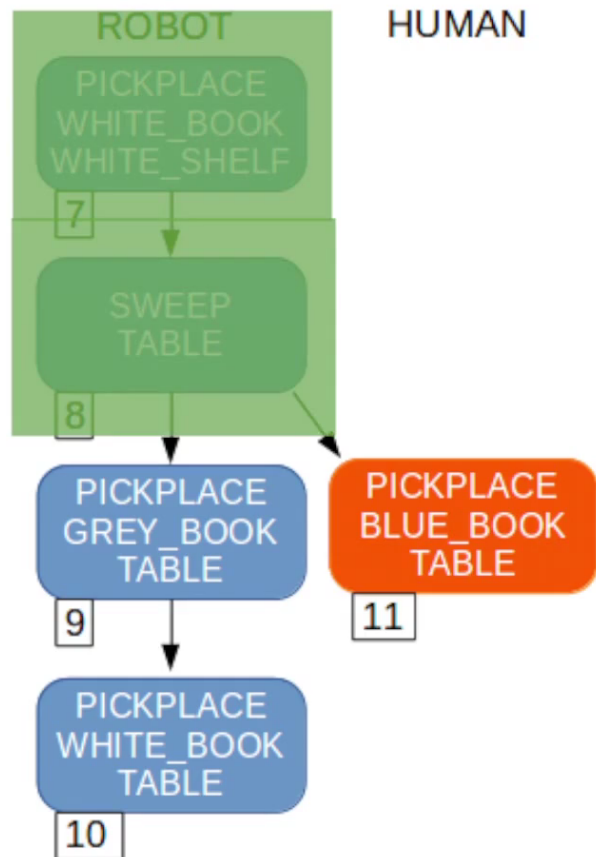 ROBOT
HUMAN
PICKPLACE
WHITE_BOOK
WHITE_SHELF
7
SWEEP
TABLE
8
PICKPLACE
GREY_BOOK
TABLE
9
PICKPLACE
BLUE_BOOK
TABLE
11
PICKPLACE
WHITE_BOOK
TABLE
10